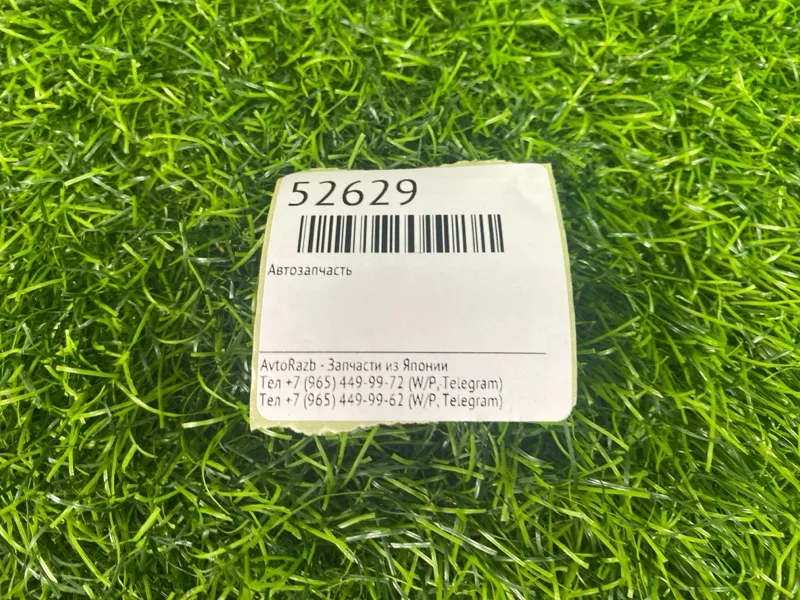 52629
Автозапчасть
AvtoRazb - Запчасти из Японии
Тел +7 (965) 449-99-72 (W/P, Telegram)
Тел +7 (965) 449-99-62 (W/P, Telegram)